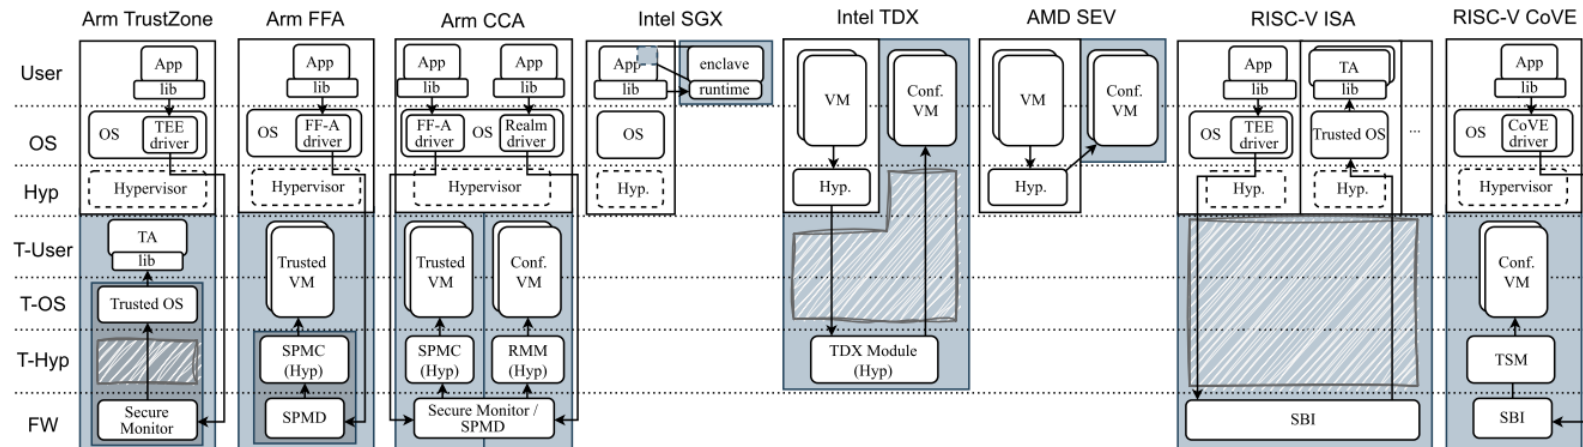 Arm TrustZone
Arm FFA
Arm CCA
Intel SGX
Intel TDX
AMD SEV
RISC-V ISA
RISC-V CoVE
User
OS
Hyp
T-User
T-OS
T-Hyp
FW
App
lib
OS
TEE
driver
Hypervisor
TA
lib
Trusted OS
Secure
Monitor
App
lib
OS
FF-A
driver
Hypervisor
Trusted
VM
SPMC
(Hyp)
SPMD
App
lib
App
lib
FF-A
driver
OS
Realm
driver
Hypervisor
Trusted
VM
Conf.
VM
SPMC
(Hyp)
RMM
(Hyp)
Secure Monitor /
SPMD
App
lib
enclave
runtime
OS
Hyp.
VM
Conf.
VM
Hyp.
TDX Module
(Hyp)
VM
Conf.
VM
Hyp.
App
lib
OS
TEE
driver
Hyp.
TA
lib
Trusted OS
Hyp.
...
SBI
App
lib
OS
CoVE
driver
Hypervisor
Conf.
VM
TSM
SBI